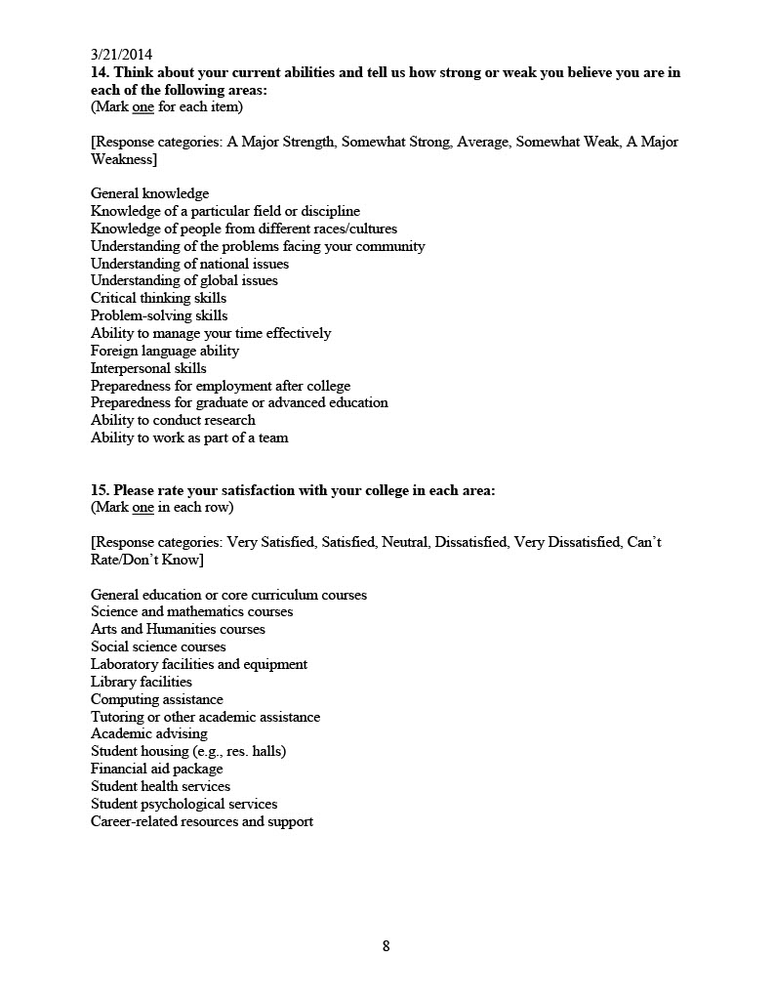 3/21/2014
14. Think about your current abilities and tell us how strong or weak you believe you are in
each of the following areas:
(Mark one for each item)
[Response categories: A Major Strength, Somewhat Strong, Average, Somewhat Weak, A Major
Weakness]
General knowledge
Knowledge of a particular field or discipline
Knowledge of people from different races/cultures
Understanding of the problems facing your community
Understanding of national issues
Understanding of global issues
Critical thinking skills
Problem-solving skills
Ability to manage your time effectively
Foreign language ability
Interpersonal skills
Preparedness for employment after college
Preparedness for graduate or advanced education
Ability to conduct research
Ability to work as part of a team
15. Please rate your satisfaction with your college in each area:
(Mark one in each row)
[Response categories: Very Satisfied, Satisfied, Neutral, Dissatisfied, Very Dissatisfied, Can’t
Rate/Don’t Know]
General education or core curriculum courses
Science and mathematics courses
Arts and Humanities courses
Social science courses
Laboratory facilities and equipment
Library facilities
Computing assistance
Tutoring or other academic assistance
Academic advising
Student housing (e.g., res. halls)
Financial aid package
Student health services
Student psychological services
Career-related resources and support
8